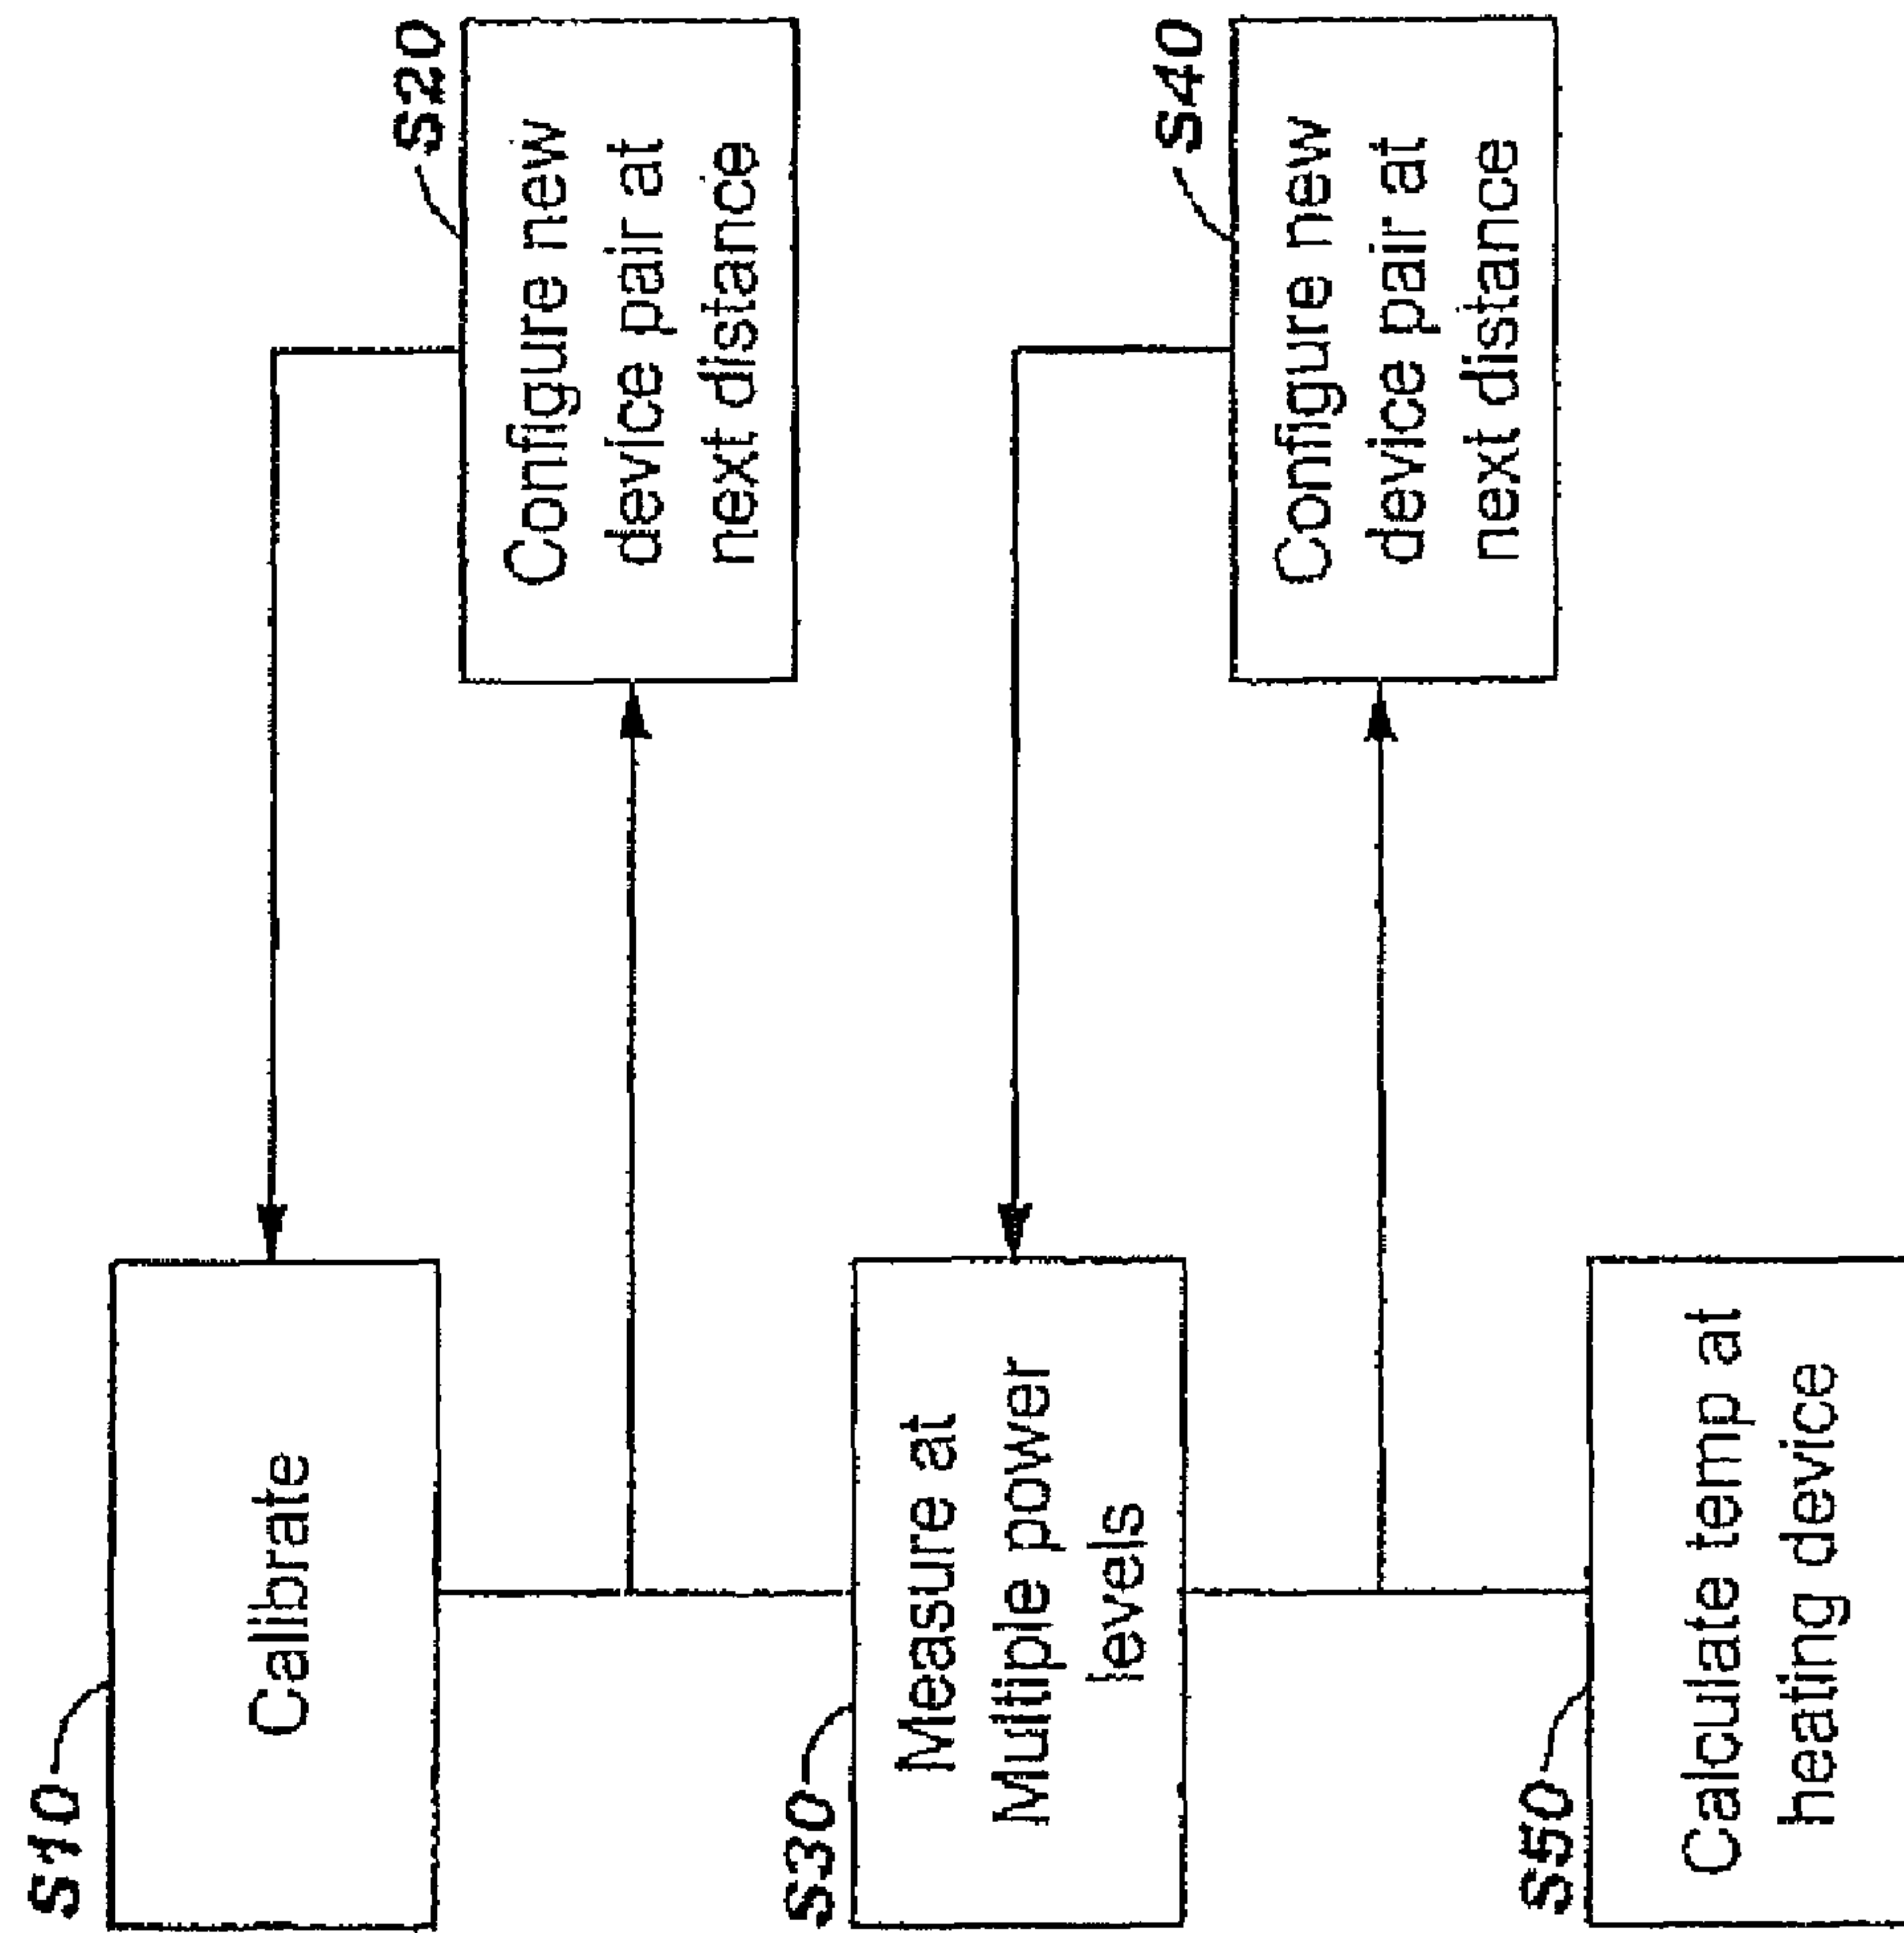 S10
Calibrate
S20
Configure new
device pair at
next distance
S30
Measure at
Multiple power
levels
S40
Configure new
device pair at
next distance
S50
Calculate temp at
heating device